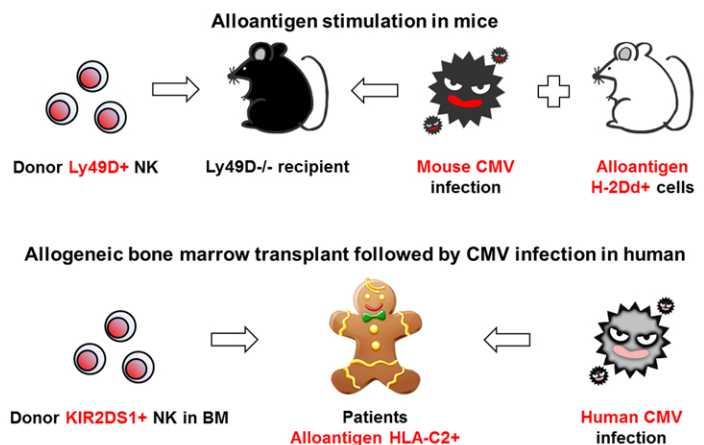 Alloantigen stimulation in mice
Donor Ly49D+ NK
Ly49D-/- recipient
Mouse CMV
infection
Alloantigen
H-2Dd+ cells
Allogeneic bone marrow transplant followed by CMV infection in human
Donor KIR2DS1+ NK in BM
Patients
Alloantigen HLA-C2+
Human CMV
infection